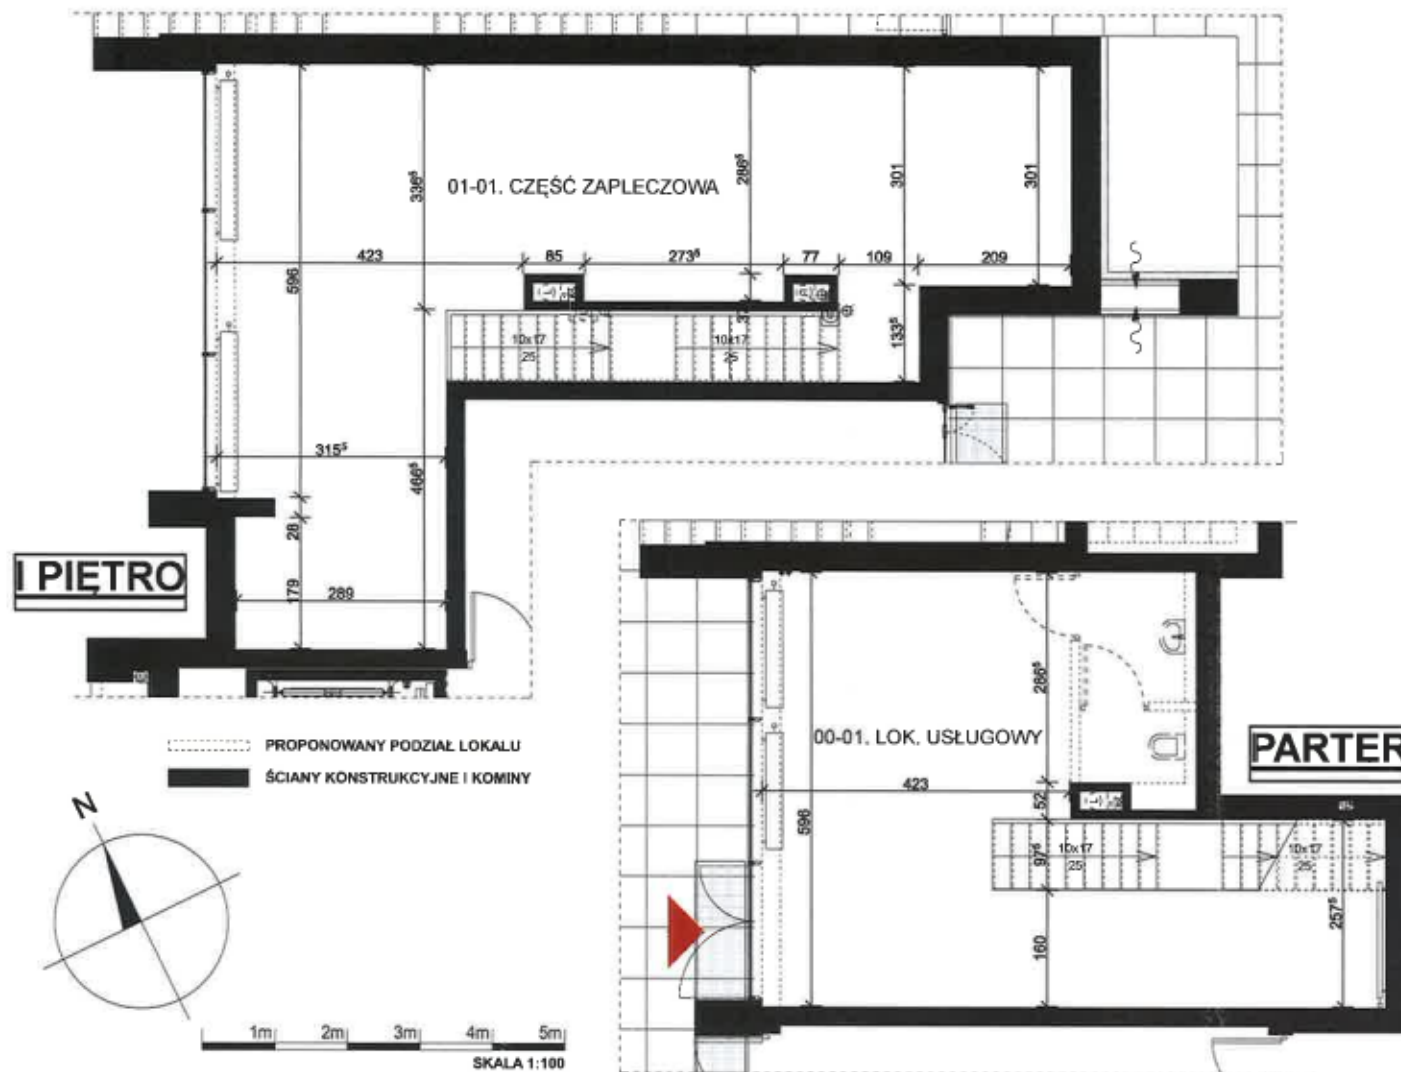 336⁵
286⁵
301
301
01-01. CZĘŚĆ ZAPLECZOWA
423
85
273⁵
77
109
209
596
37
133⁵
10x17
25
10x17
25
315⁵
466⁵
28
179
289
I PIĘTRO
PROPONOWANY PODZIAŁ LOKALU
ŚCIANY KONSTRUKCYJNE I KOMINY
N
1m
2m
3m
4m
5m
SKALA 1:100
286⁵
00-01. LOK. USŁUGOWY
PARTER
423
52
596
97⁵
10x17
25
10x17
25
160
257⁵